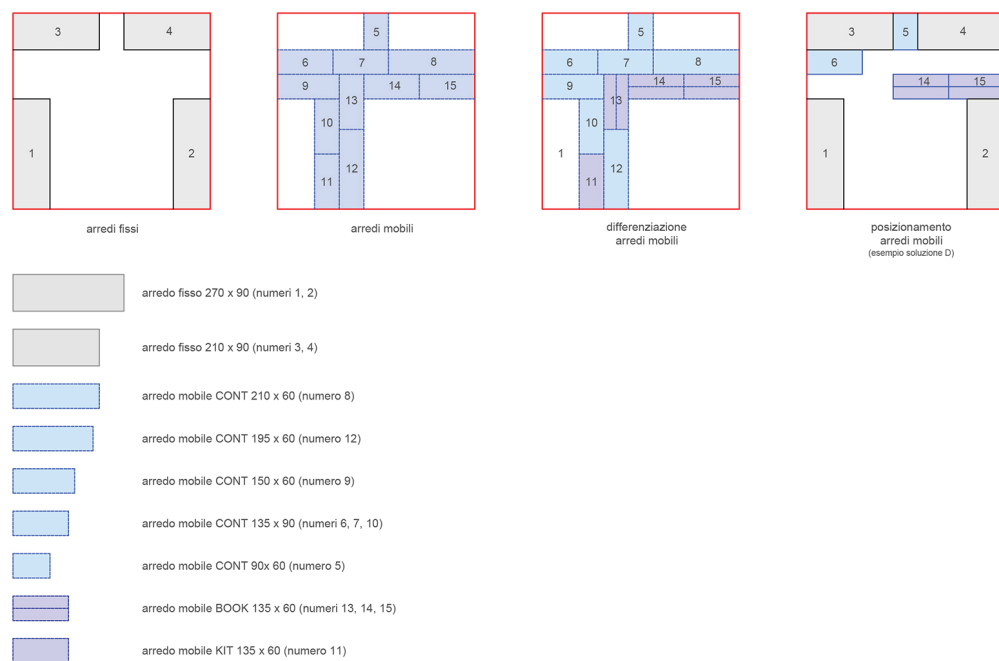 3
4
1
2
arredi fissi
5
6
7
8
9
13
14
15
10
12
11
arredi mobili
5
6
7
8
9
13
14
15
10
1
12
11
differenziazione
arredi mobili
3
5
4
6
14
15
1
2
posizionamento
arredi mobili
(esempio soluzione D)
arredo fisso 270 x 90 (numeri 1, 2)
arredo fisso 210 x 90 (numeri 3, 4)
arredo mobile CONT 210 x 60 (numero 8)
arredo mobile CONT 195 x 60 (numero 12)
arredo mobile CONT 150 x 60 (numero 9)
arredo mobile CONT 135 x 90 (numeri 6, 7, 10)
arredo mobile CONT 90x 60 (numero 5)
arredo mobile BOOK 135 x 60 (numeri 13, 14, 15)
arredo mobile KIT 135 x 60 (numero 11)